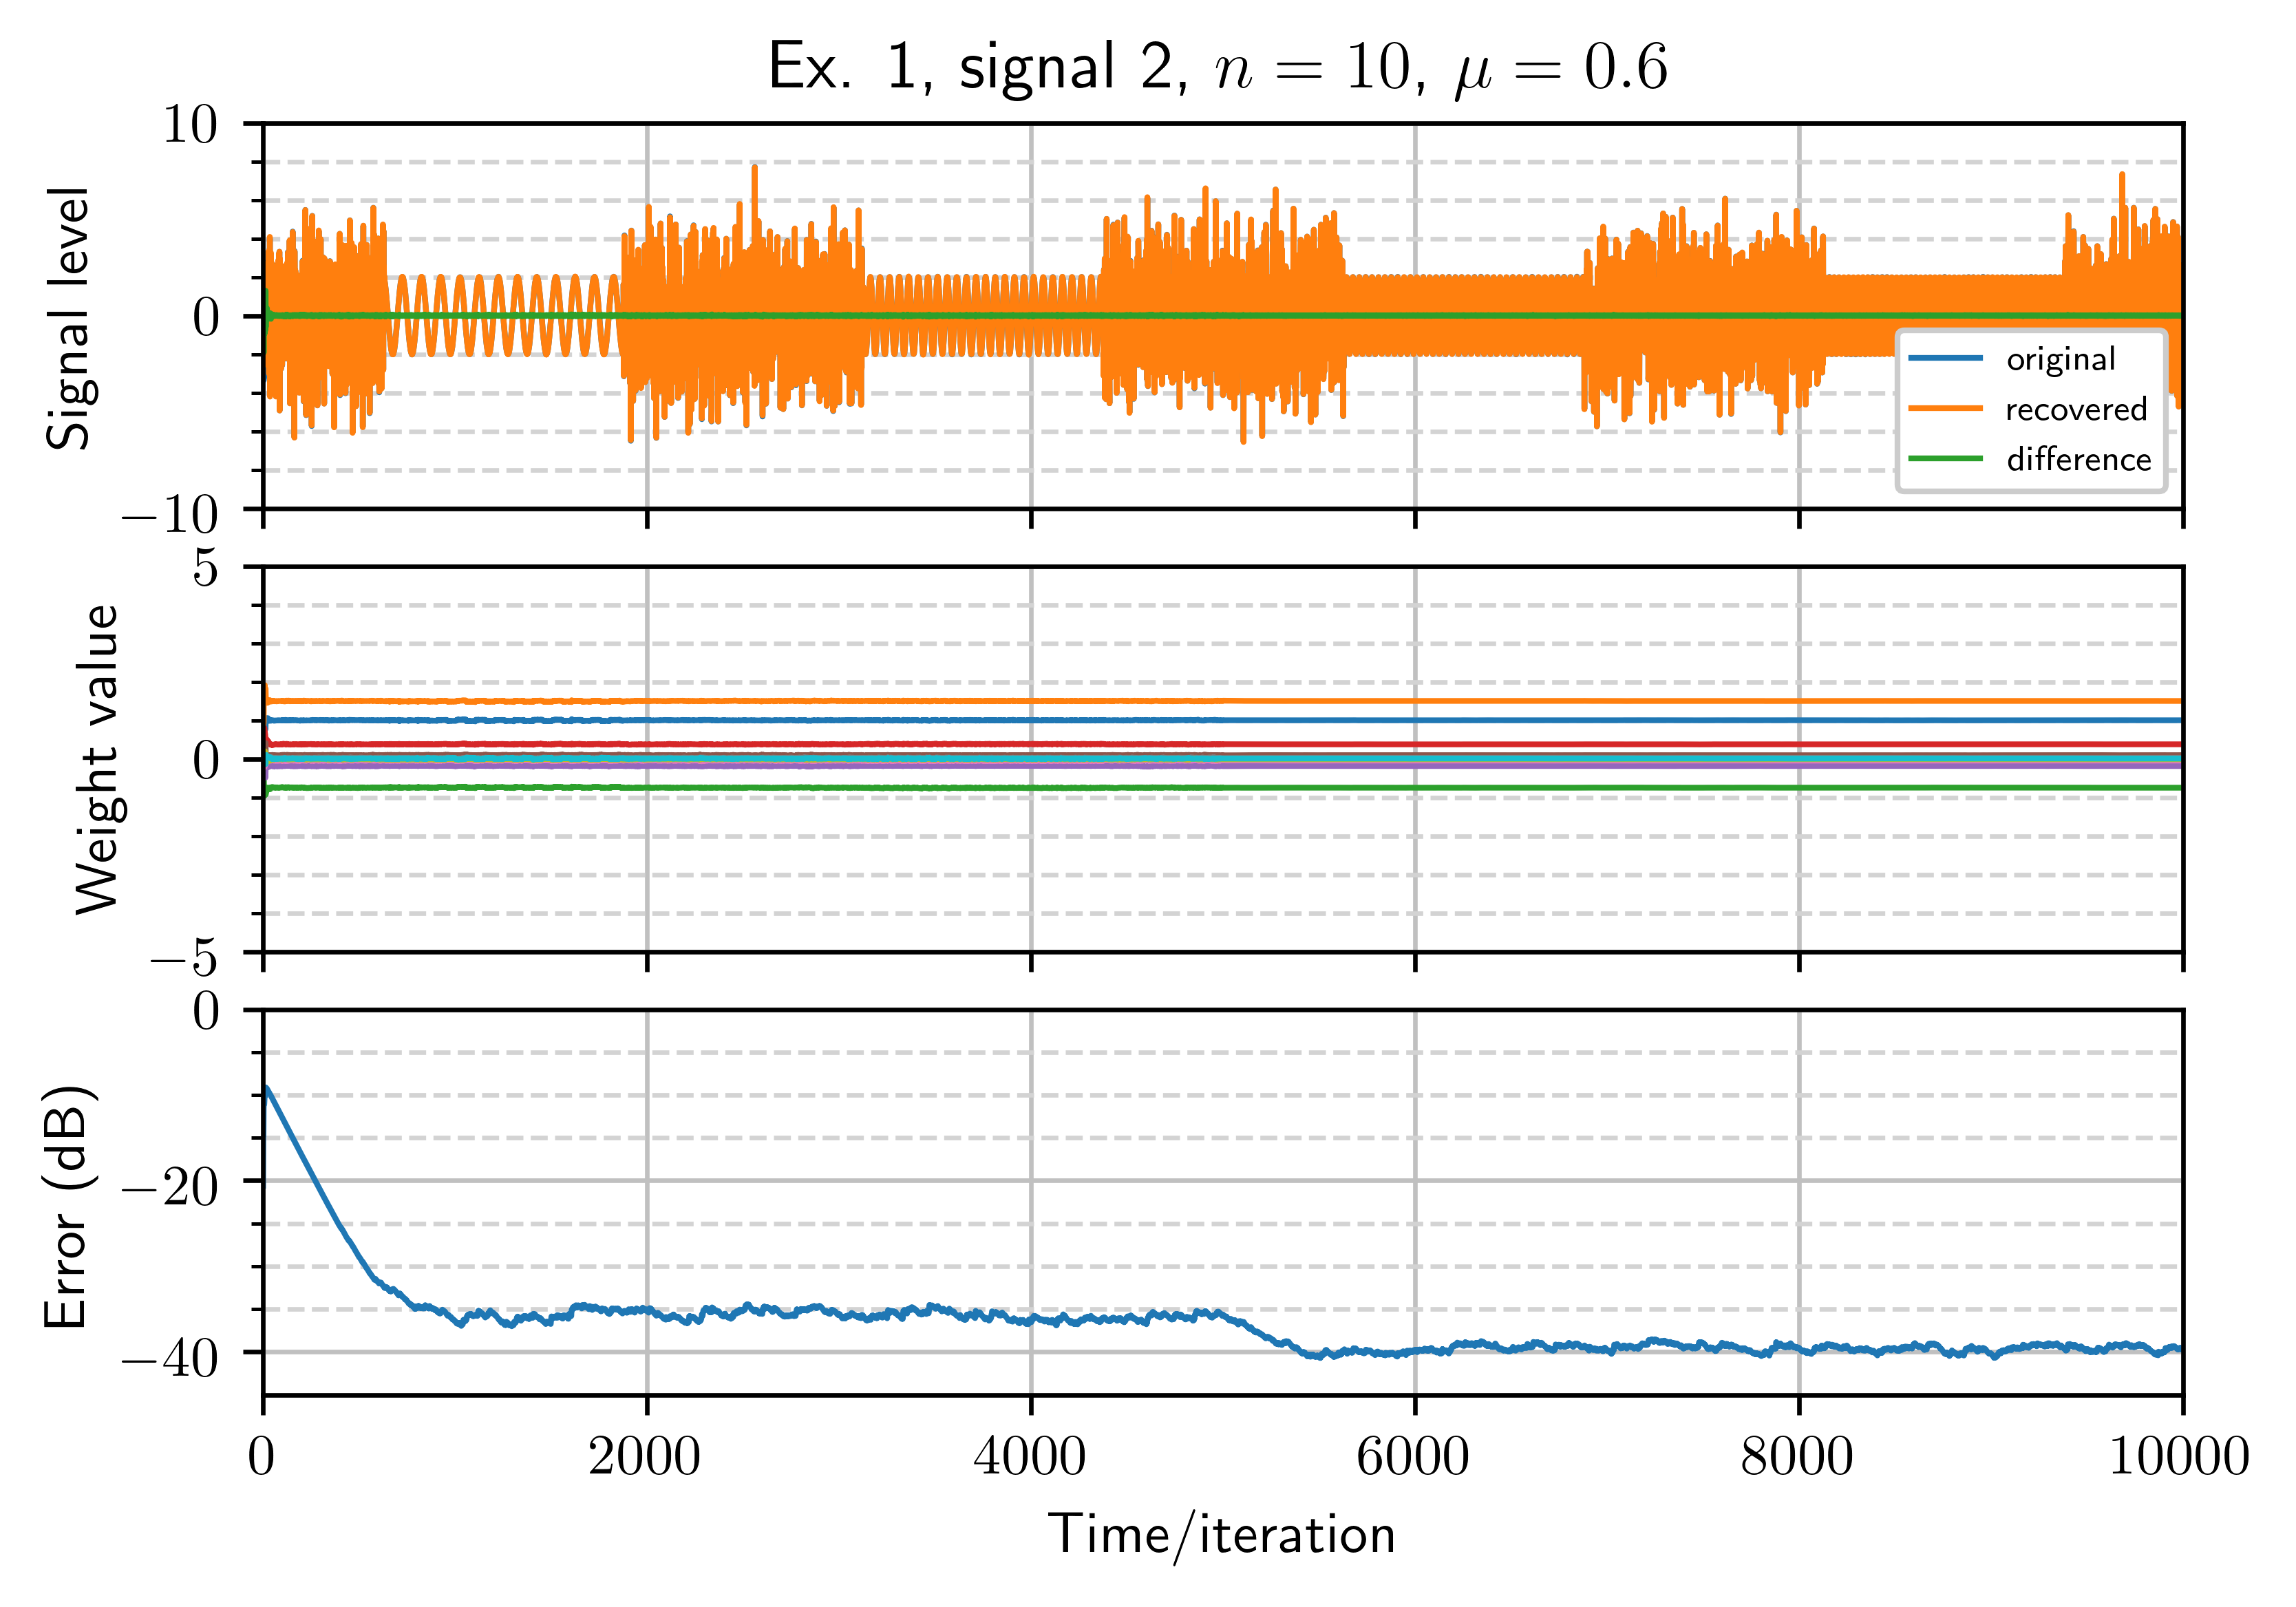 Ex. 1, signal 2, n = 10, μ = 0.6
10
0
−10
Signal level
original
recovered
difference
5
0
−5
Weight value
0
−20
−40
Error (dB)
0 2000 4000 6000 8000 10000
Time/iteration